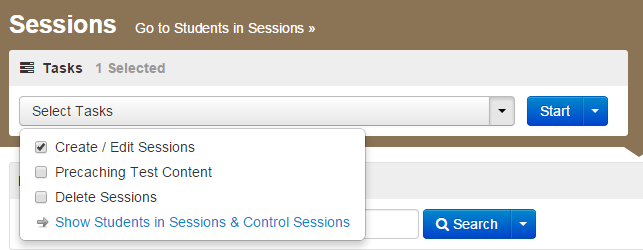 Sessions Go to Students in Sessions »
Tasks 1 Selected
Select Tasks Start
Create / Edit Sessions
Precaching Test Content
Delete Sessions
Show Students in Sessions & Control Sessions
Search